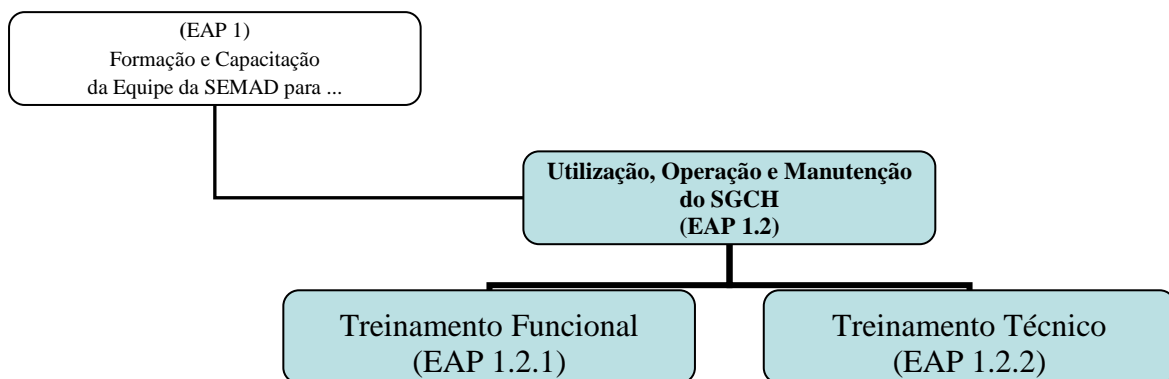 (EAP 1)
Formação e Capacitação
da Equipe da SEMAD para ...
Utilização, Operação e Manutenção
do SGCH
(EAP 1.2)
Treinamento Funcional
(EAP 1.2.1)
Treinamento Técnico
(EAP 1.2.2)